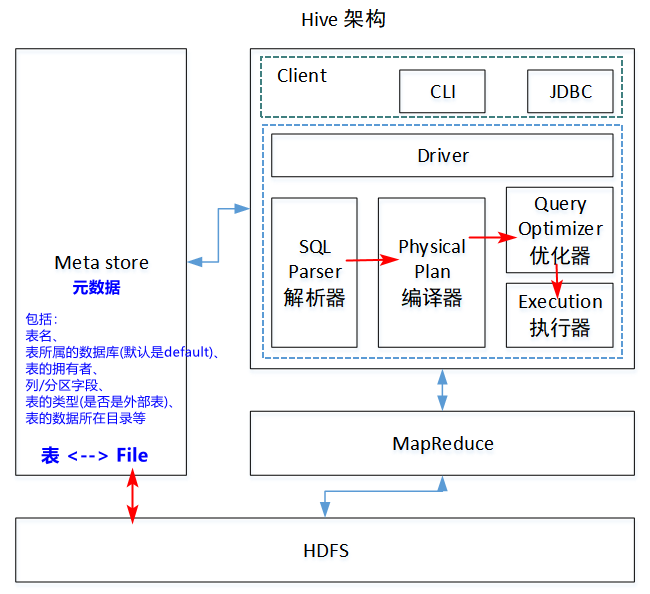 Hive 架构
Client
CLI
JDBC
Driver
SQL
Parser
解析器
Physical
Plan
编译器
Query
Optimizer
优化器
Execution
执行器
Meta store
元数据
包括：
表名、
表所属的数据库(默认是default)、
表的拥有者、
列/分区字段、
表的类型(是否是外部表)、
表的数据所在目录等
表 <--> File
MapReduce
HDFS